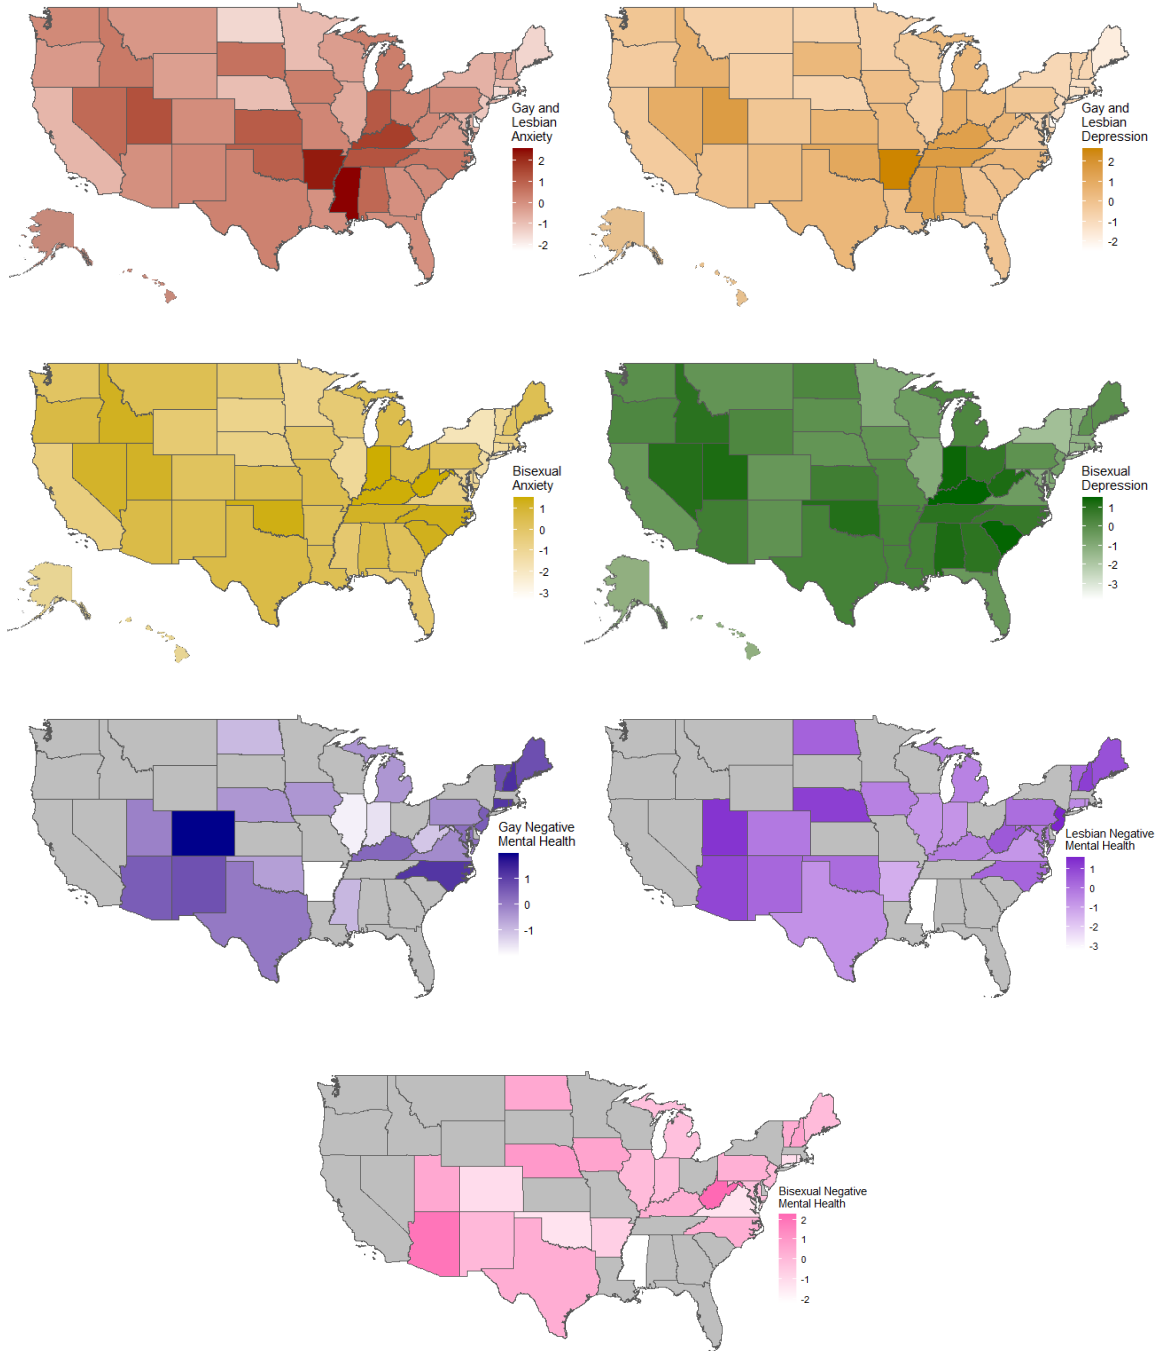 Gay and
Lesbian
Anxiety
2
1
0
-1
-2
Gay and
Lesbian
Depression
2
1
0
-1
-2
Bisexual
Anxiety
1
0
-1
-2
-3
Bisexual
Depression
1
0
-1
-2
-3
Gay Negative
Mental Health
1
0
-1
Lesbian Negative
Mental Health
1
0
-1
-2
-3
Bisexual Negative
Mental Health
2
1
0
-1
-2